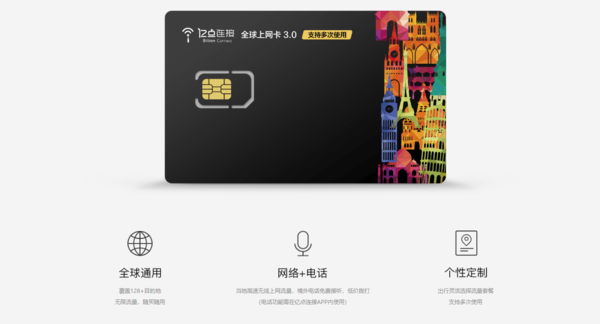 亿点连接 全球上网卡 3.0 支持多次使用
Billion Connect
全球通用
网络+电话
个性定制
覆盖128+目的地
无限流量、随买随用
当地高速无线上网流量、境外电话免费接听、低价拨打
(电话功能需在亿点连接APP内使用)
出行灵活选择流量套餐
支持多次使用